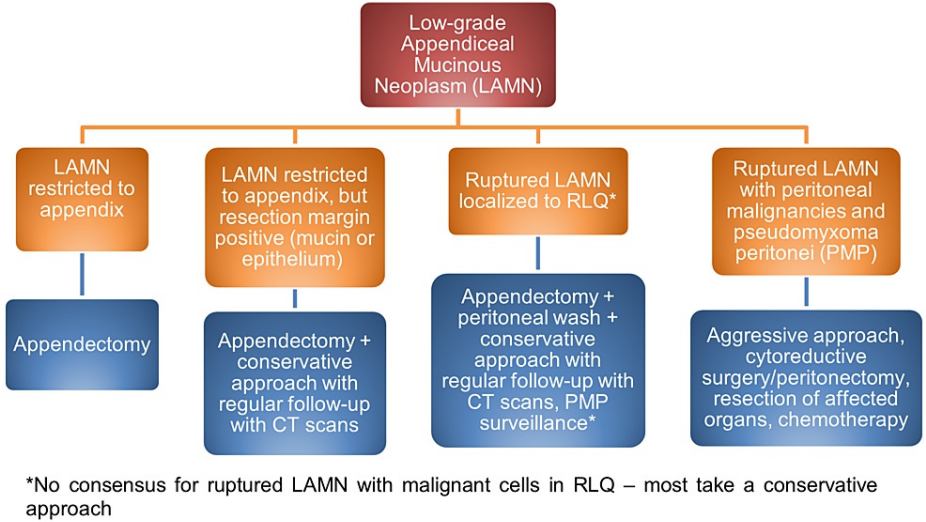 Low-grade
Appendiceal
Mucinous
Neoplasm (LAMN)
LAMN
restricted to
appendix
LAMN restricted
to appendix, but
resection margin
positive (mucin or
epithelium)
Ruptured LAMN
localized to RLQ*
Ruptured LAMN
with peritoneal
malignancies and
pseudomyxoma
peritonei (PMP)
Appendectomy
Appendectomy +
conservative
approach with
regular follow-up
with CT scans
Appendectomy +
peritoneal wash +
conservative
approach with
regular follow-up with
CT scans, PMP
surveillance*
Aggressive approach,
cytoreductive
surgery/peritonectomy,
resection of affected
organs, chemotherapy
*No consensus for ruptured LAMN with malignant cells in RLQ – most take a conservative
approach